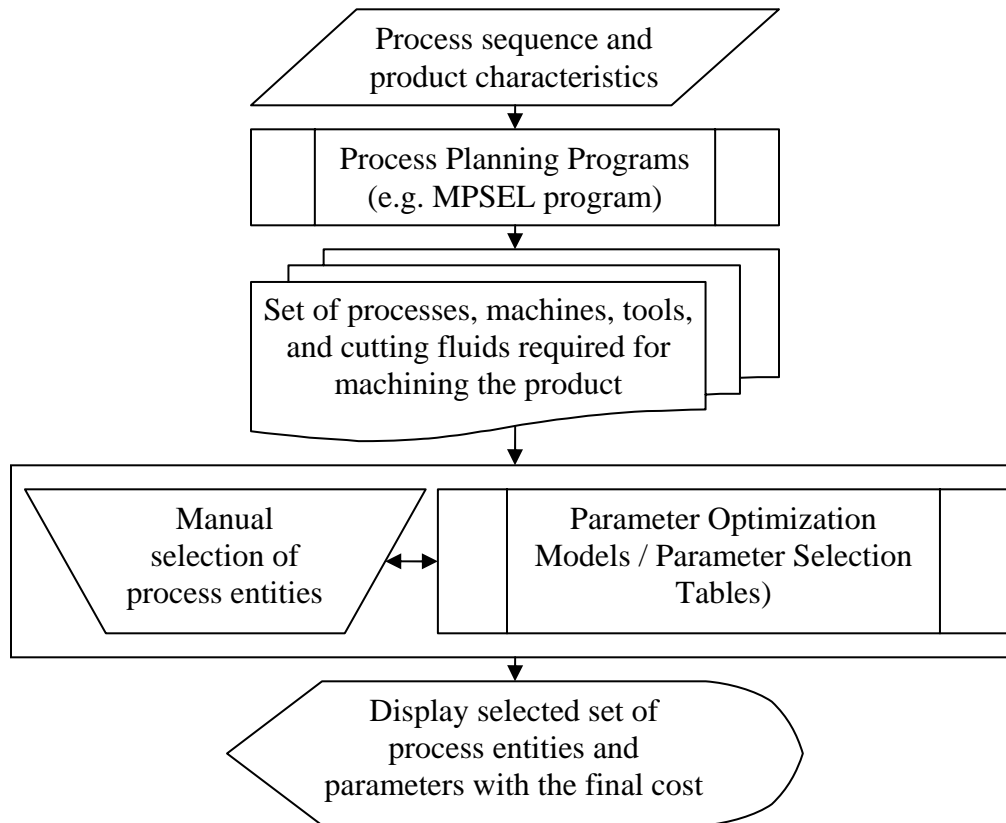 Process sequence and
product characteristics
Process Planning Programs
(e.g. MPSEL program)
Set of processes, machines, tools,
and cutting fluids required for
machining the product
Manual
selection of
process entities
Parameter Optimization
Models / Parameter Selection
Tables)
Display selected set of
process entities and
parameters with the final cost